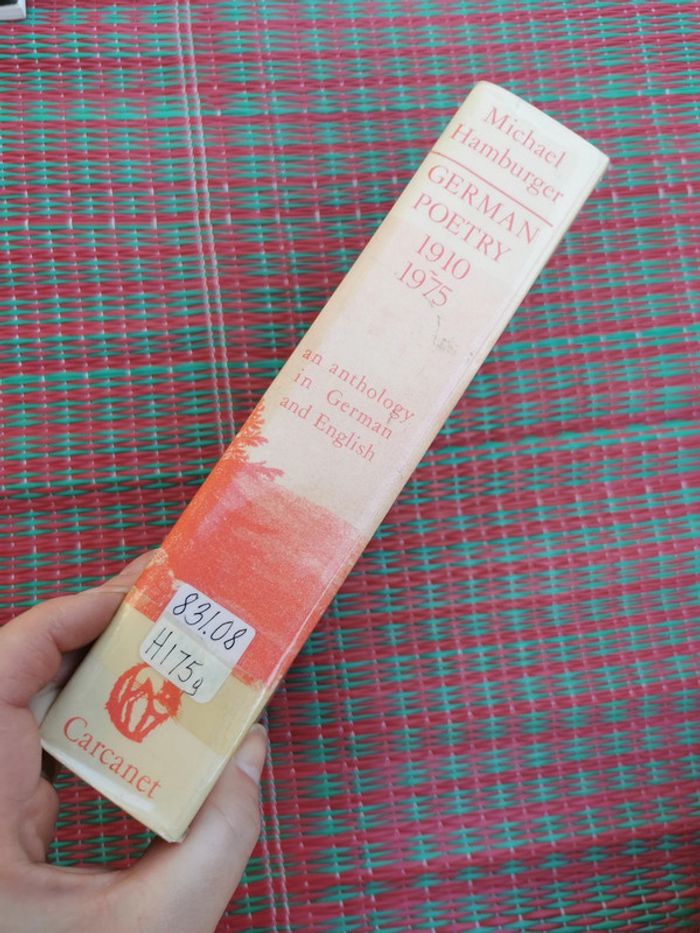 Michael
Hamburger
GERMAN
POETRY
1910
–
1975
an anthology
in German
and English
831.08
H175g
Carcanet